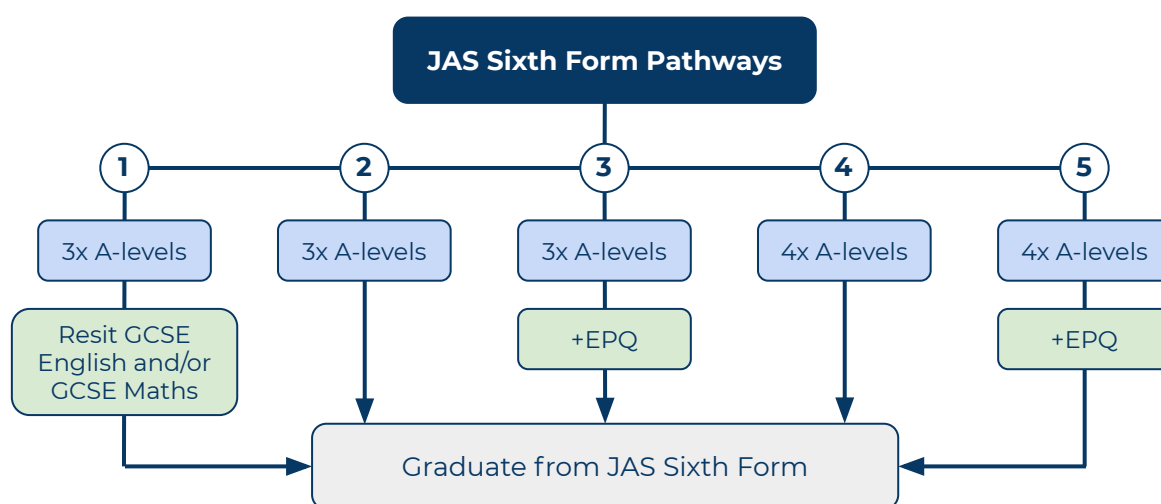 JAS Sixth Form Pathways
1
2
3
4
5
3x A-levels
3x A-levels
3x A-levels
4x A-levels
4x A-levels
Resit GCSE
English and/or
GCSE Maths
+EPQ
+EPQ
Graduate from JAS Sixth Form